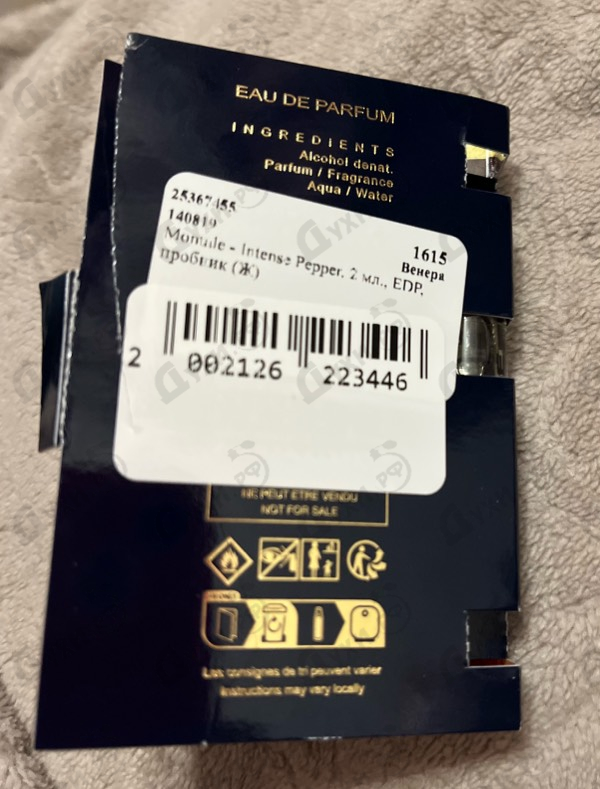 EAU DE PARFUM
INGREDIENTS
Alcohol denat.
Parfum / Fragrance
Aqua / Water
25367455
140819
1615
Венера
- Intense Pepper, 2 мл., EDP,
пробник (Ж)
2 002126 223446
NE PEUT ETRE VENDU
NOT FOR SALE
Les consignes de tri peuvent varier
Instructions may vary locally